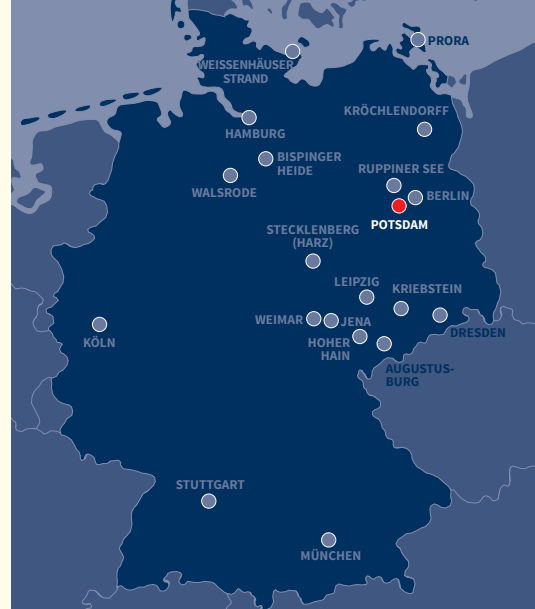 PRORA
WEISSENHÄUSER
STRAND
KRÖCHLENDORFF
HAMBURG
BISPINGER
HEIDE
RUPPINER SEE
WALSRODE
BERLIN
POTSDAM
STECKLENBERG
(HARZ)
LEIPZIG
KRIEBSTEIN
WEIMAR
JENA
DRESDEN
KÖLN
HOHER
HAIN
AUGUSTUS-
BURG
STUTTGART
MÜNCHEN